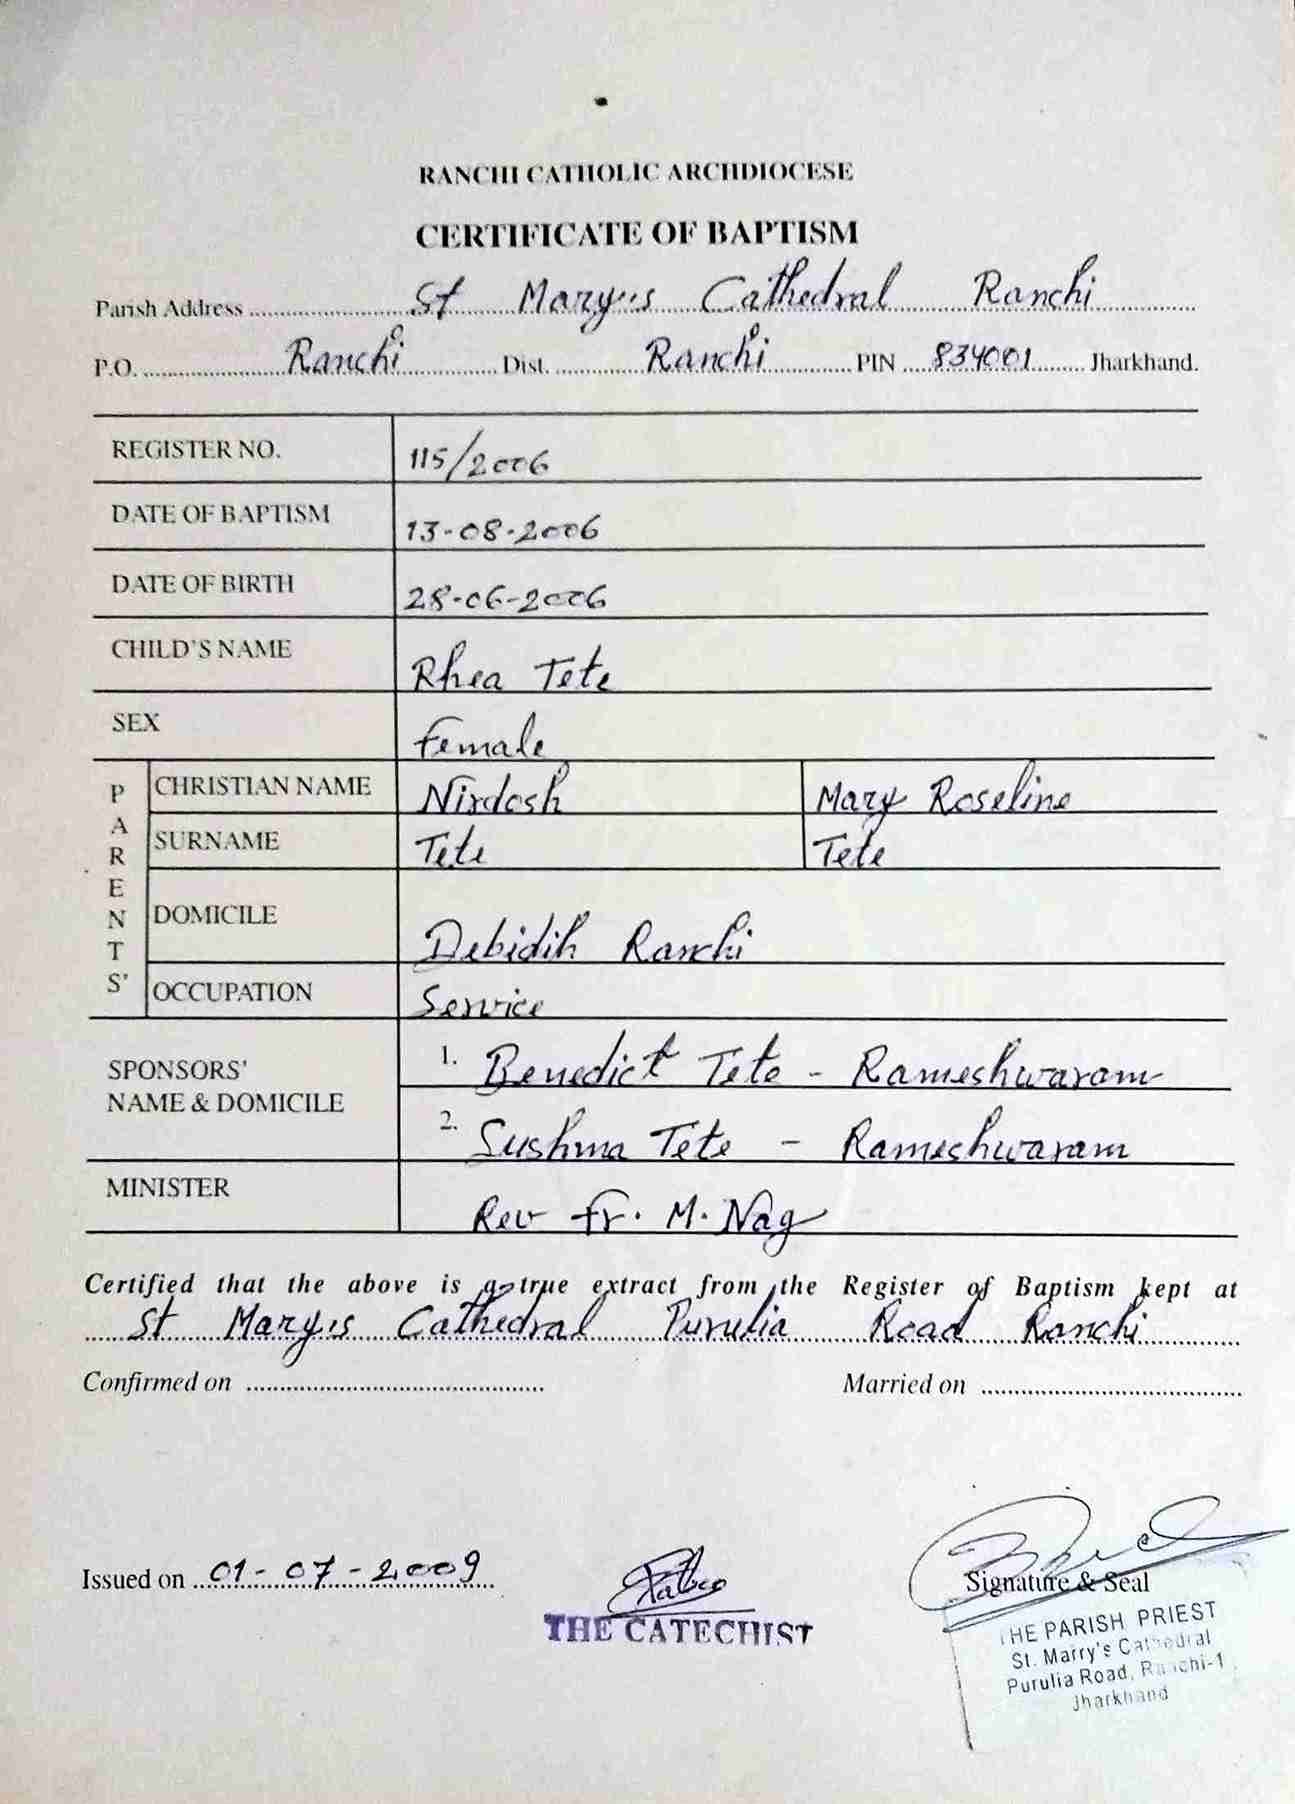 RANCHI CATHOLIC ARCHDIOCESE
CERTIFICATE OF BAPTISM
Parish Address St Mary's Cathedral Ranchi
P.O. Ranchi Dist. Ranchi PIN 834001 Jharkhand.
REGISTER NO. 115/2006
DATE OF BAPTISM 13-08-2006
DATE OF BIRTH 28-06-2006
CHILD'S NAME Rhea Tete
SEX Female
PARENTS'
CHRISTIAN NAME Nirdosh Mary Roseline
SURNAME Tete Tete
DOMICILE Debidih Ranchi
OCCUPATION Service
SPONSORS' NAME & DOMICILE
1. Benedict Tete - Rameshwaram
2. Sushma Tete - Rameshwaram
MINISTER Rev Fr. M. Nag
Certified that the above is a true extract from the Register of Baptism kept at
St Mary's Cathedral Purulia Road Ranchi
Confirmed on Married on
Issued on 01-07-2009
THE CATECHIST
Signature & Seal
THE PARISH PRIEST
St. Marry's Cathedral
Purulia Road, Ranchi-1
Jharkhand